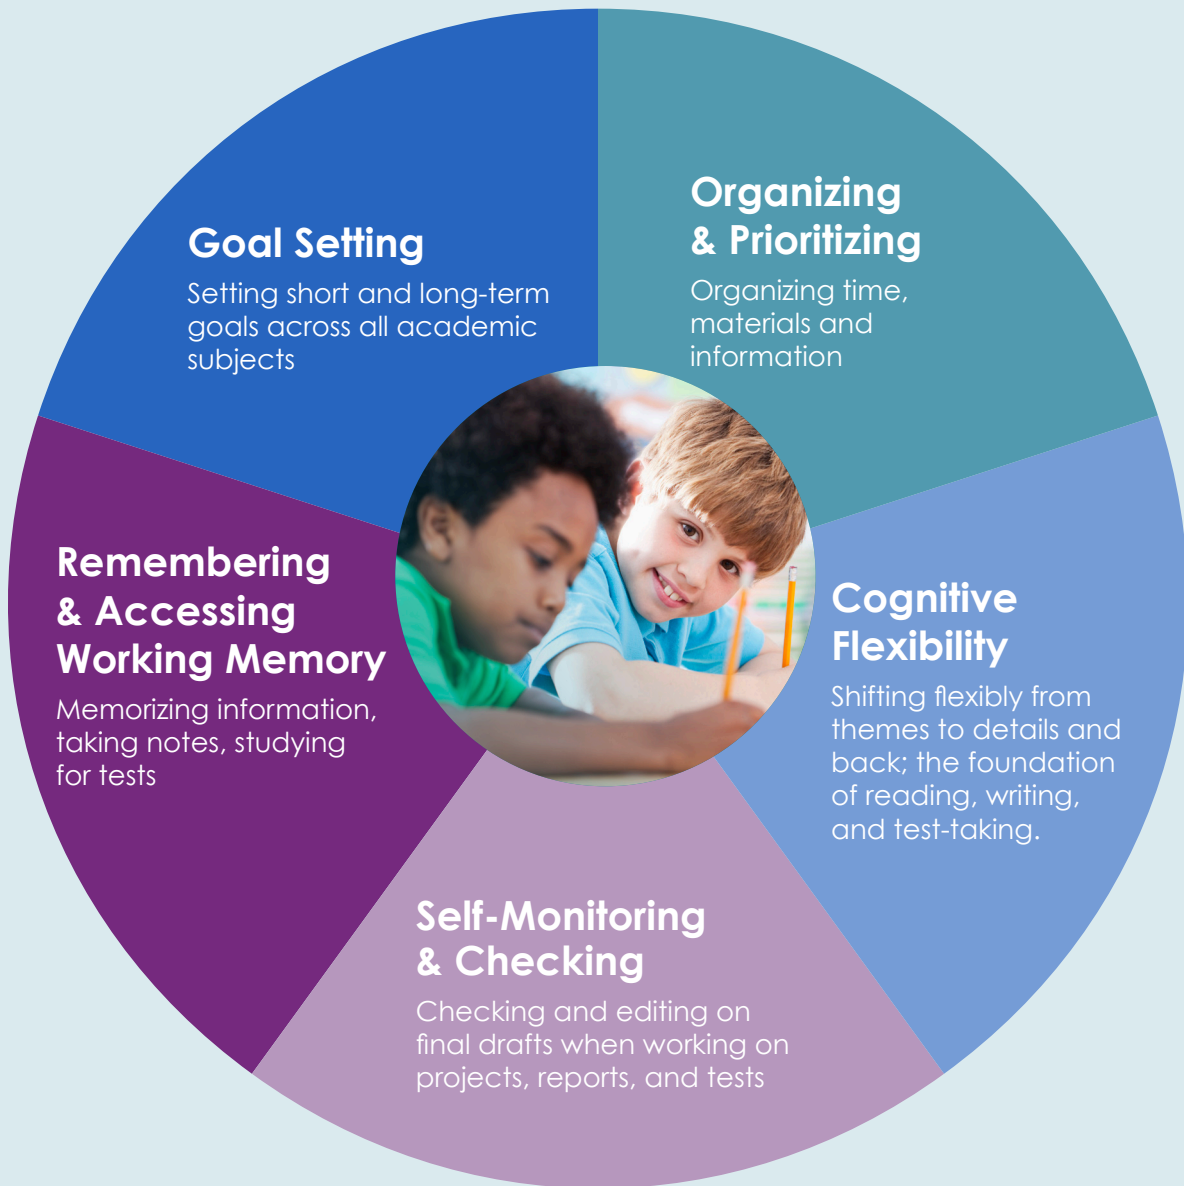 Goal Setting
Setting short and long-term
goals across all academic
subjects
Organizing
& Prioritizing
Organizing time,
materials and
information
Cognitive
Flexibility
Shifting flexibly from
themes to details and
back; the foundation
of reading, writing,
and test-taking.
Self-Monitoring
& Checking
Checking and editing on
final drafts when working on
projects, reports, and tests
Remembering
& Accessing
Working Memory
Memorizing information,
taking notes, studying
for tests